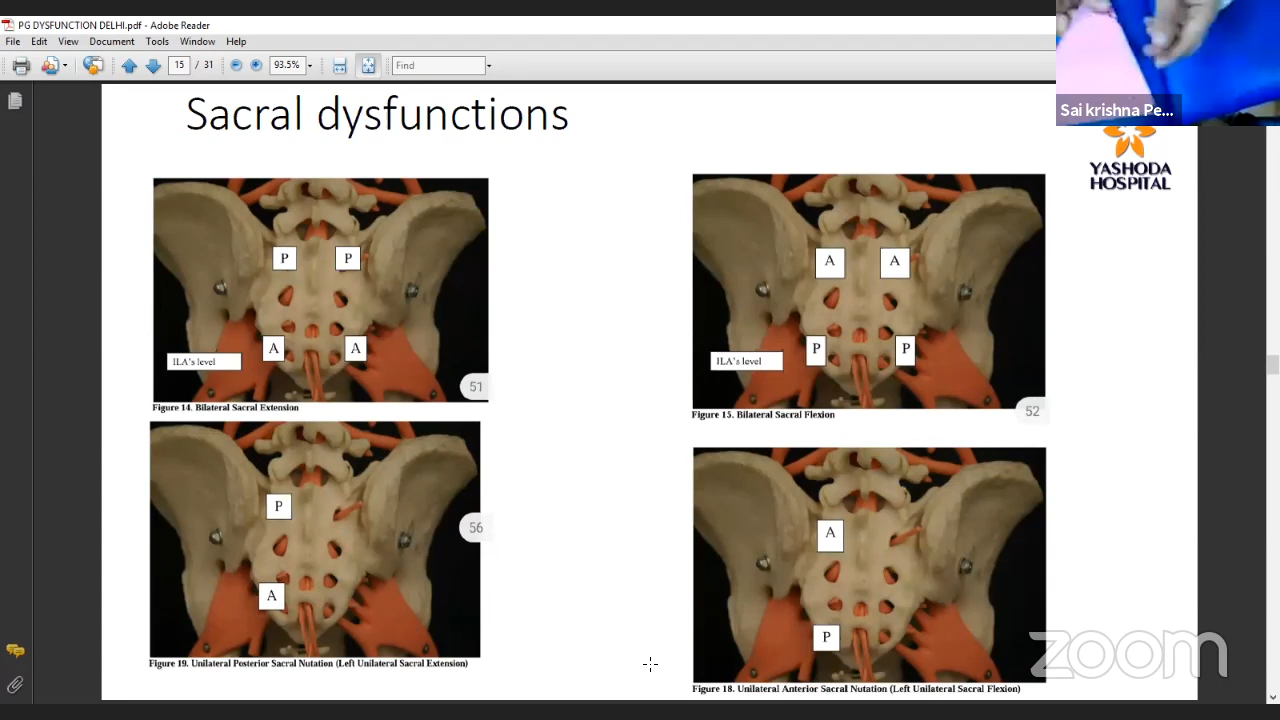 PG DYSFUNCTION DELHI.pdf - Adobe Reader
File Edit View Document Tools Window Help
15 / 31 93.5% Find
Sai krishna Pe...
Sacral dysfunctions
YASHODA
HOSPITAL
P P
A A
ILA's level
51
Figure 14. Bilateral Sacral Extension
A A
P P
ILA's level
52
Figure 15. Bilateral Sacral Flexion
P
56
A
Figure 19. Unilateral Posterior Sacral Nutation (Left Unilateral Sacral Extension)
A
P
Figure 18. Unilateral Anterior Sacral Nutation (Left Unilateral Sacral Flexion)
zoom